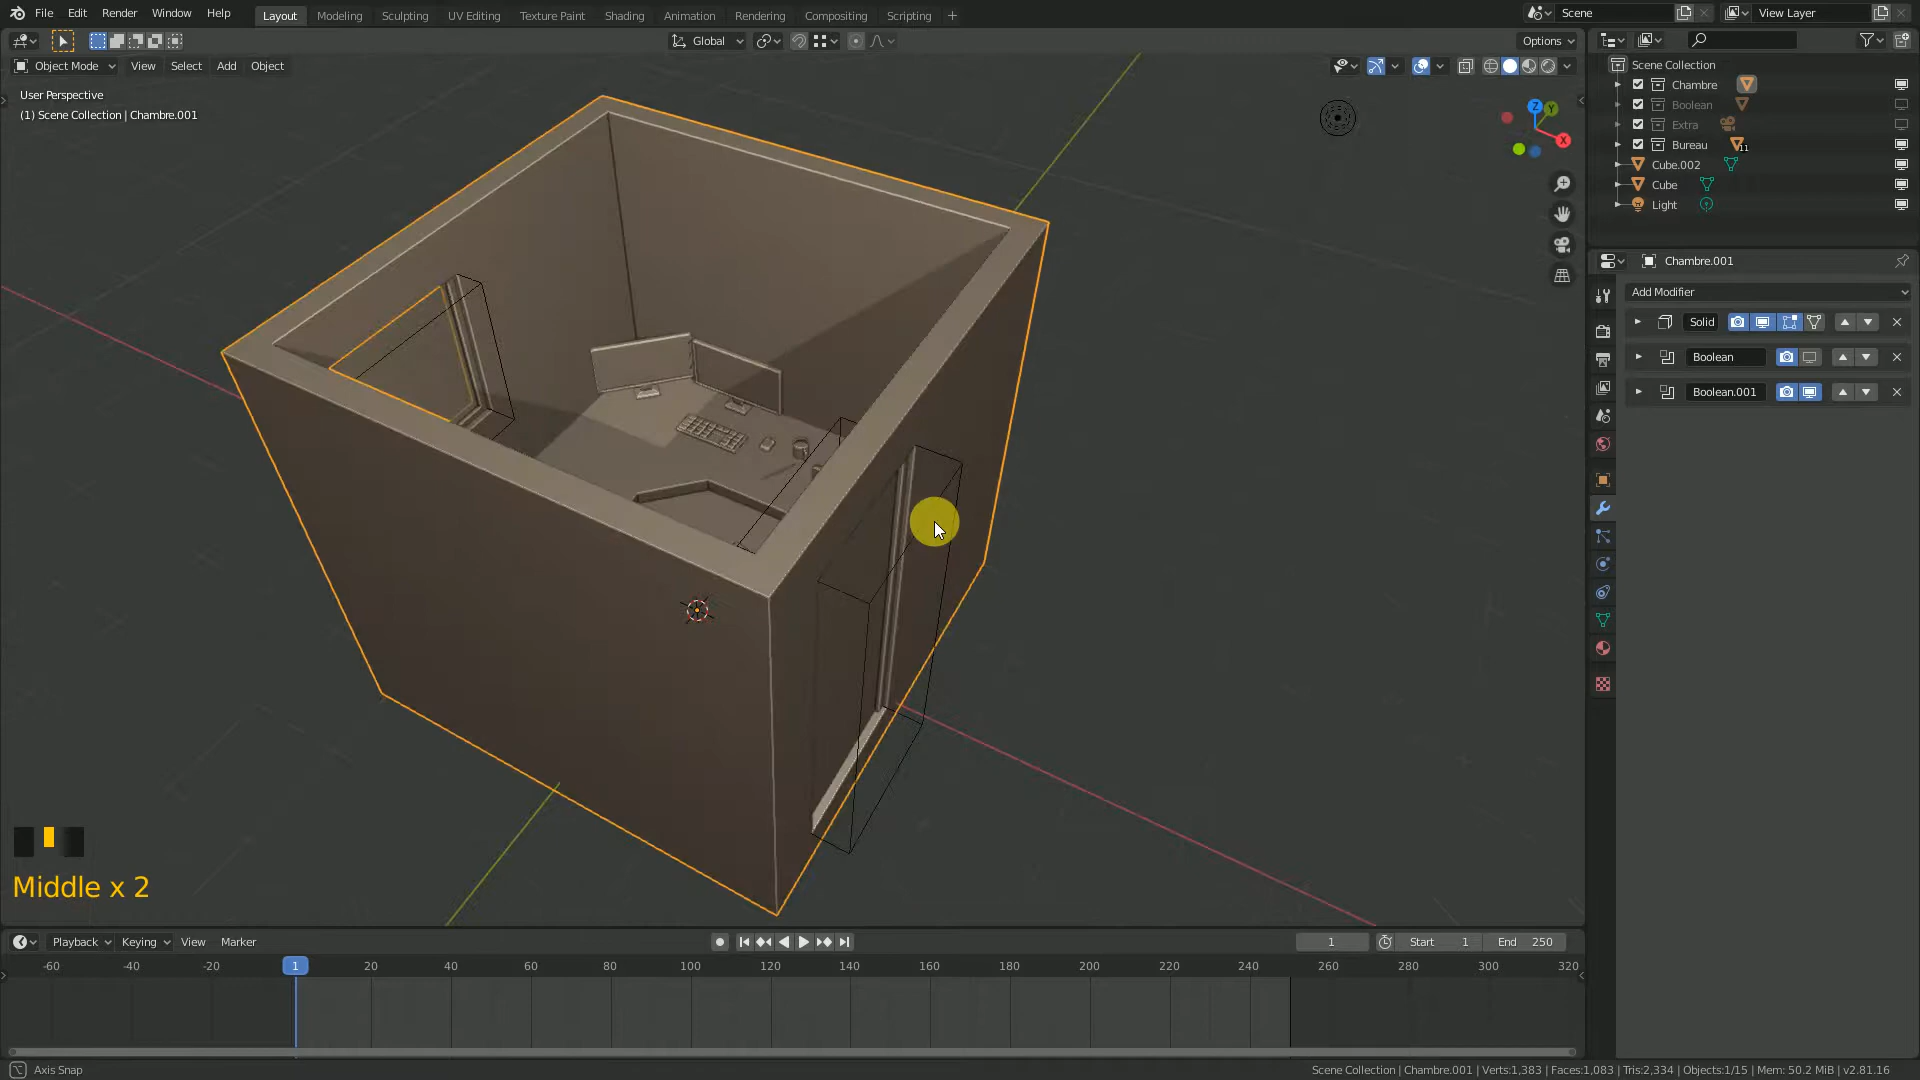 File Edit Render Window Help Layout Modeling Sculpting UV Editing Texture Paint Shading Animation Rendering Compositing Scripting + Scene View Layer
Global Options
Object Mode View Select Add Object
User Perspective
(1) Scene Collection | Chambre.001
Z Y X
Scene Collection
Chambre
Boolean
Extra
Bureau 11
Cube.002
Cube
Light
Chambre.001
Add Modifier
Solid
Boolean
Boolean.001
Middle x 2
Playback Keying View Marker 1 Start 1 End 250
-60 -40 -20 1 20 40 60 80 100 120 140 160 180 200 220 240 260 280 300 320
Axis Snap Scene Collection | Chambre.001 | Verts:1,383 | Faces:1,083 | Tris:2,334 | Objects:1/15 | Mem: 50.2 MiB | v2.81.16